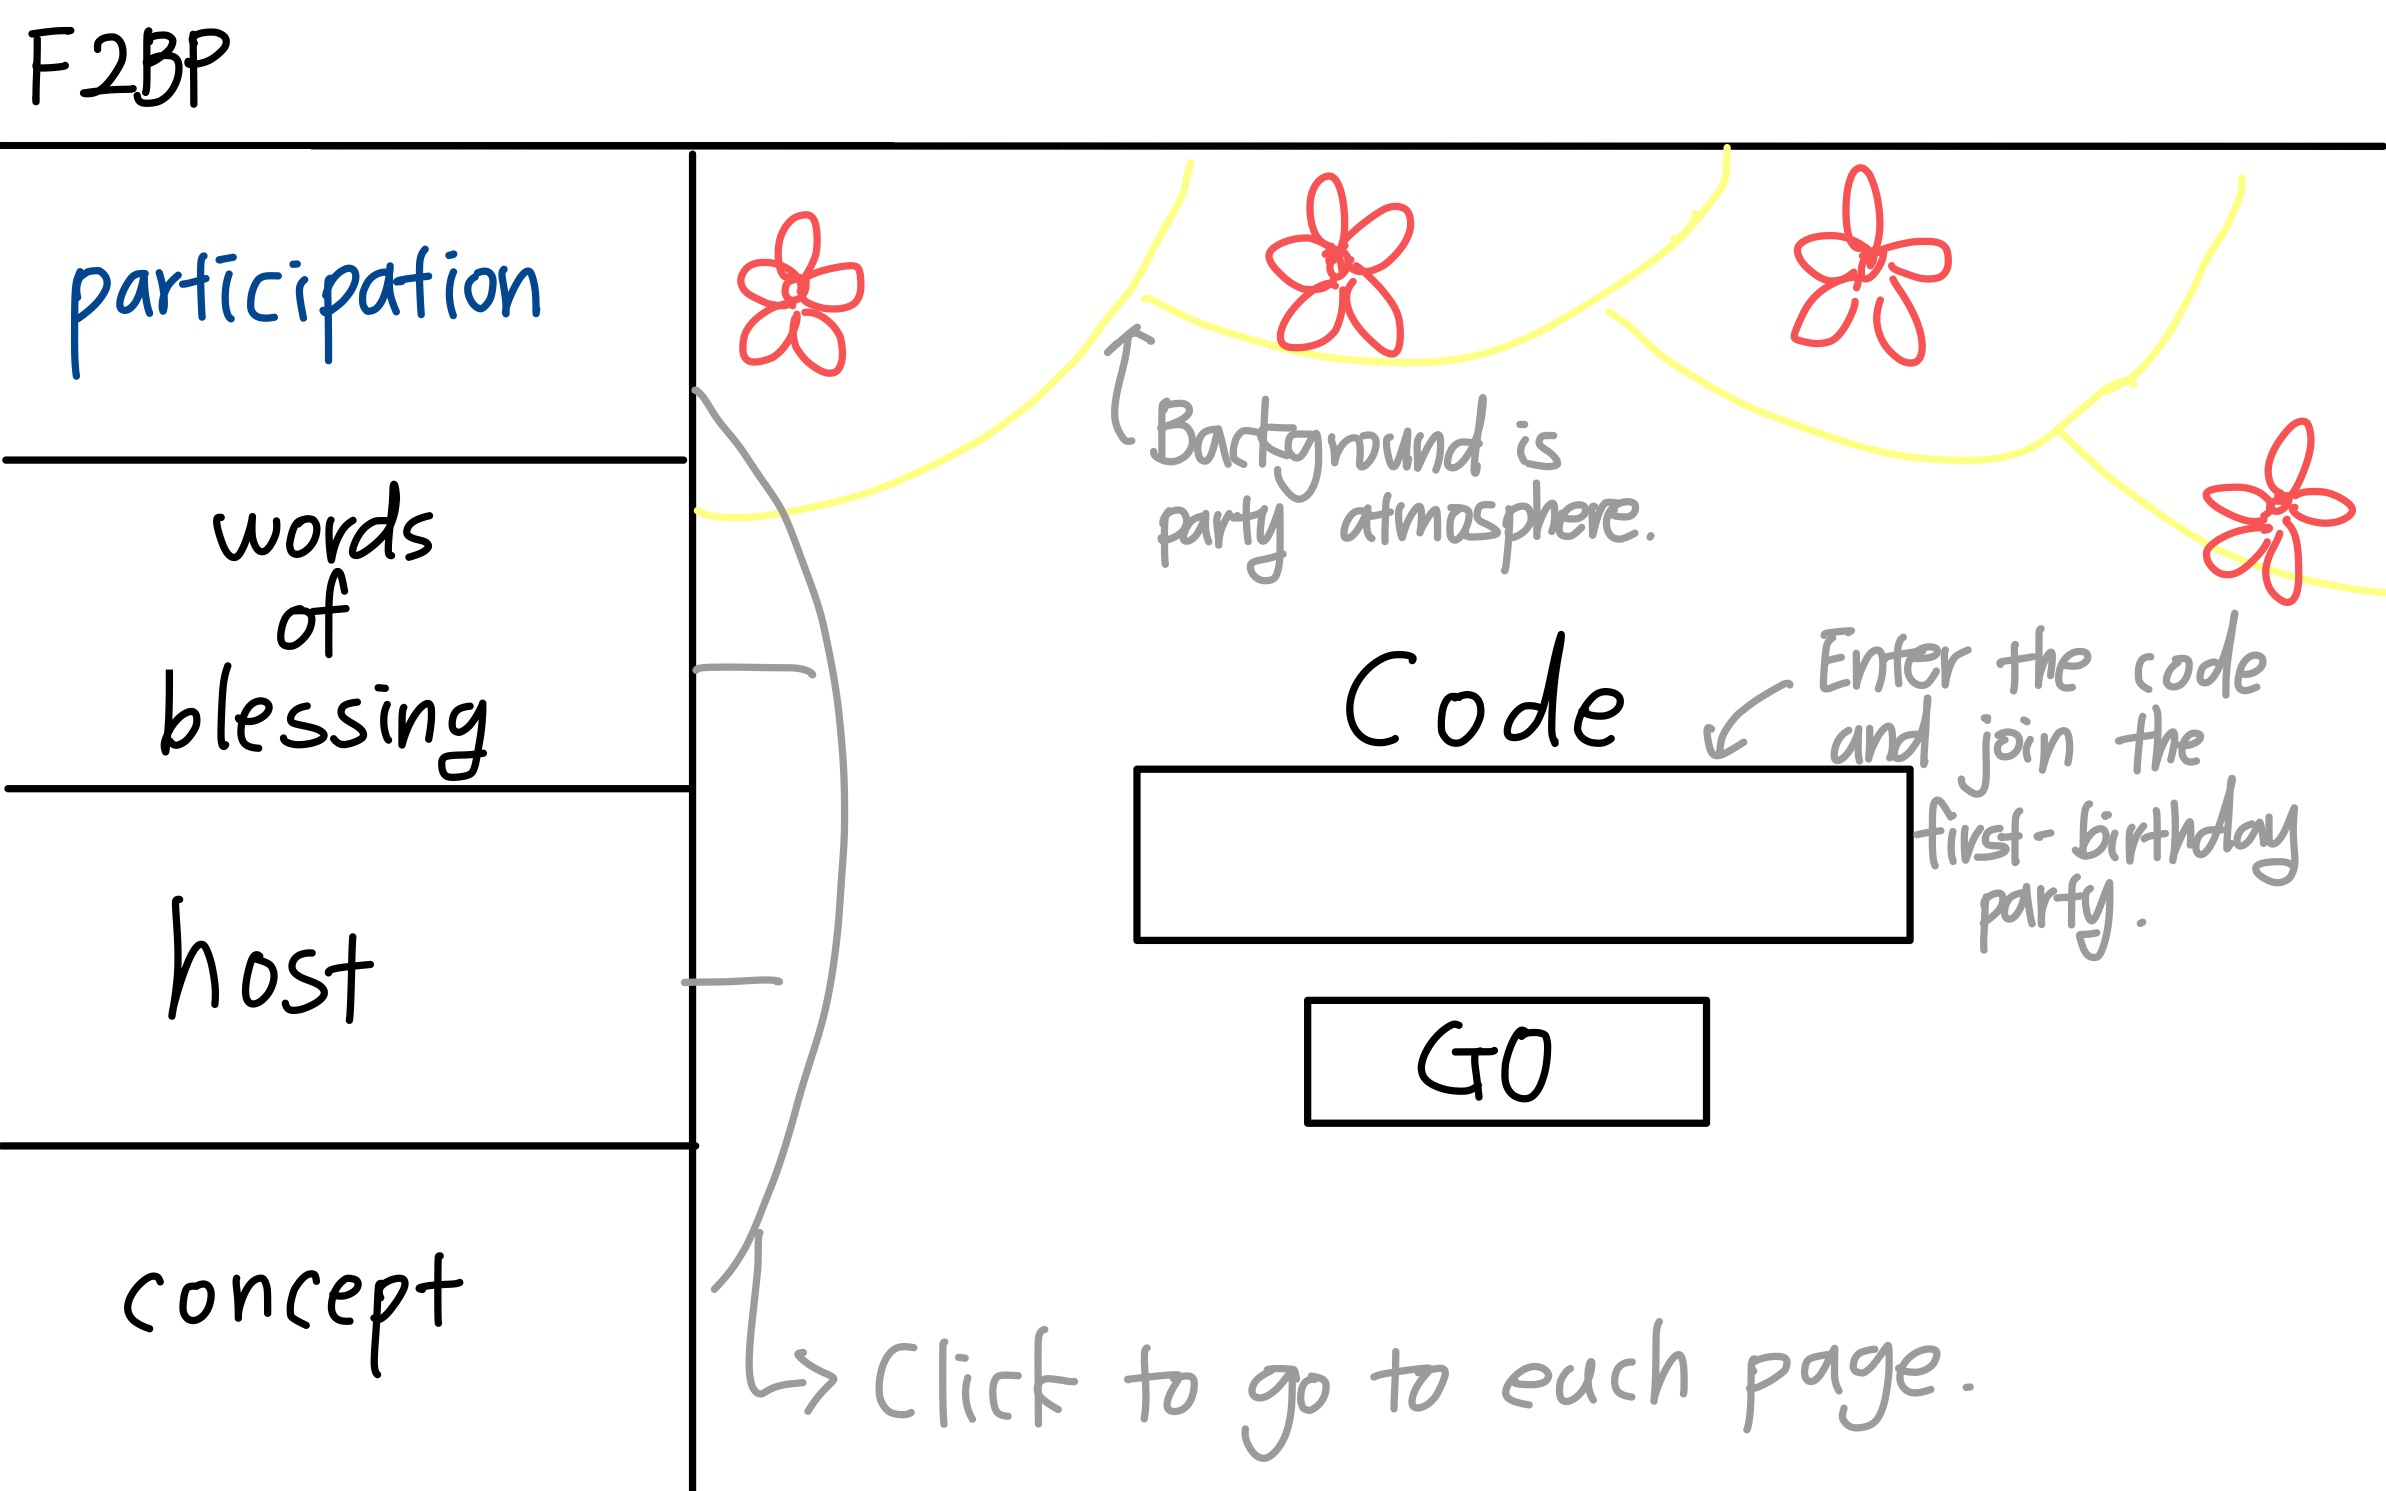 F2BP
participation
words
of
blessing
host
concept
Background is
party atmosphere.
Code
Enter the code
and join the
first-birthday
party.
GO
Click to go to each page.